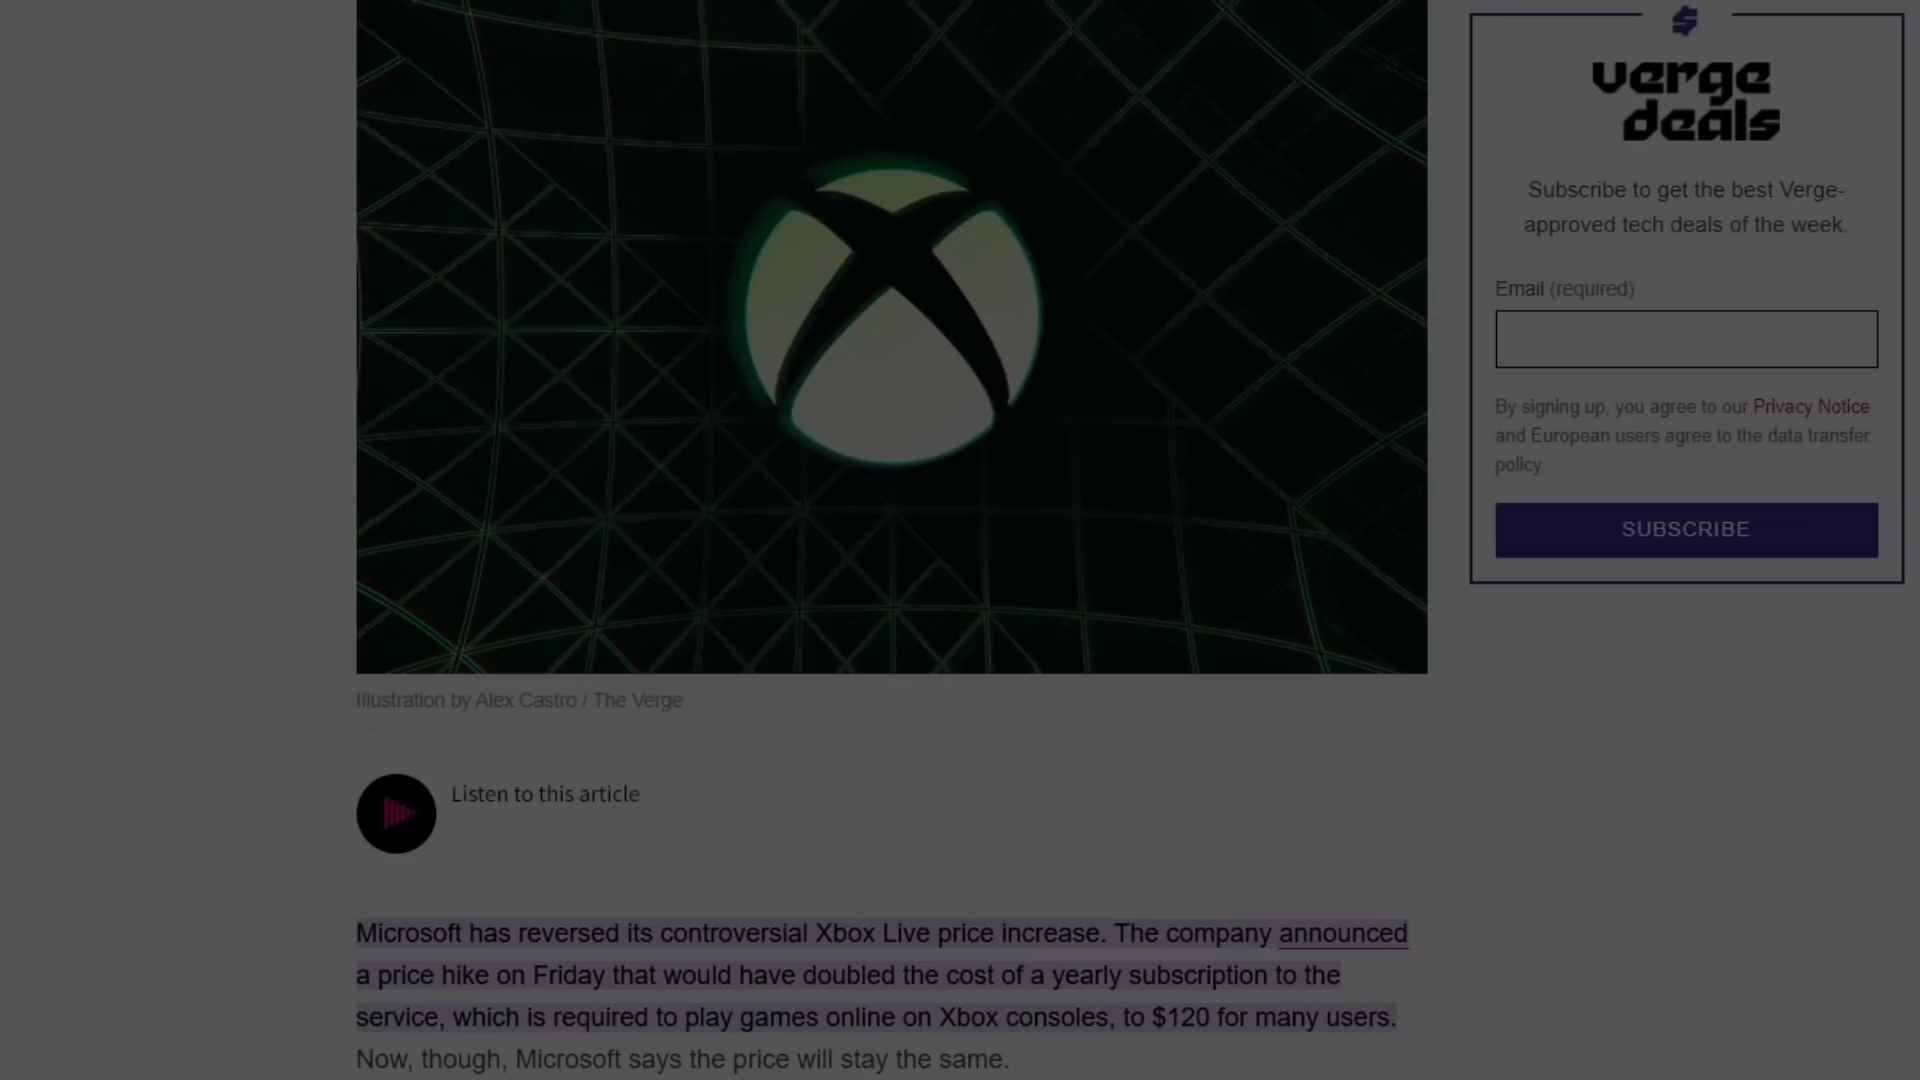 Illustration by Alex Castro / The Verge
Listen to this article
Microsoft has reversed its controversial Xbox Live price increase. The company announced
a price hike on Friday that would have doubled the cost of a yearly subscription to the
service, which is required to play games online on Xbox consoles, to $120 for many users.
Now, though, Microsoft says the price will stay the same.
verge
deals
Subscribe to get the best Verge-
approved tech deals of the week.
Email (required)
By signing up, you agree to our Privacy Notice
and European users agree to the data transfer
policy.
SUBSCRIBE